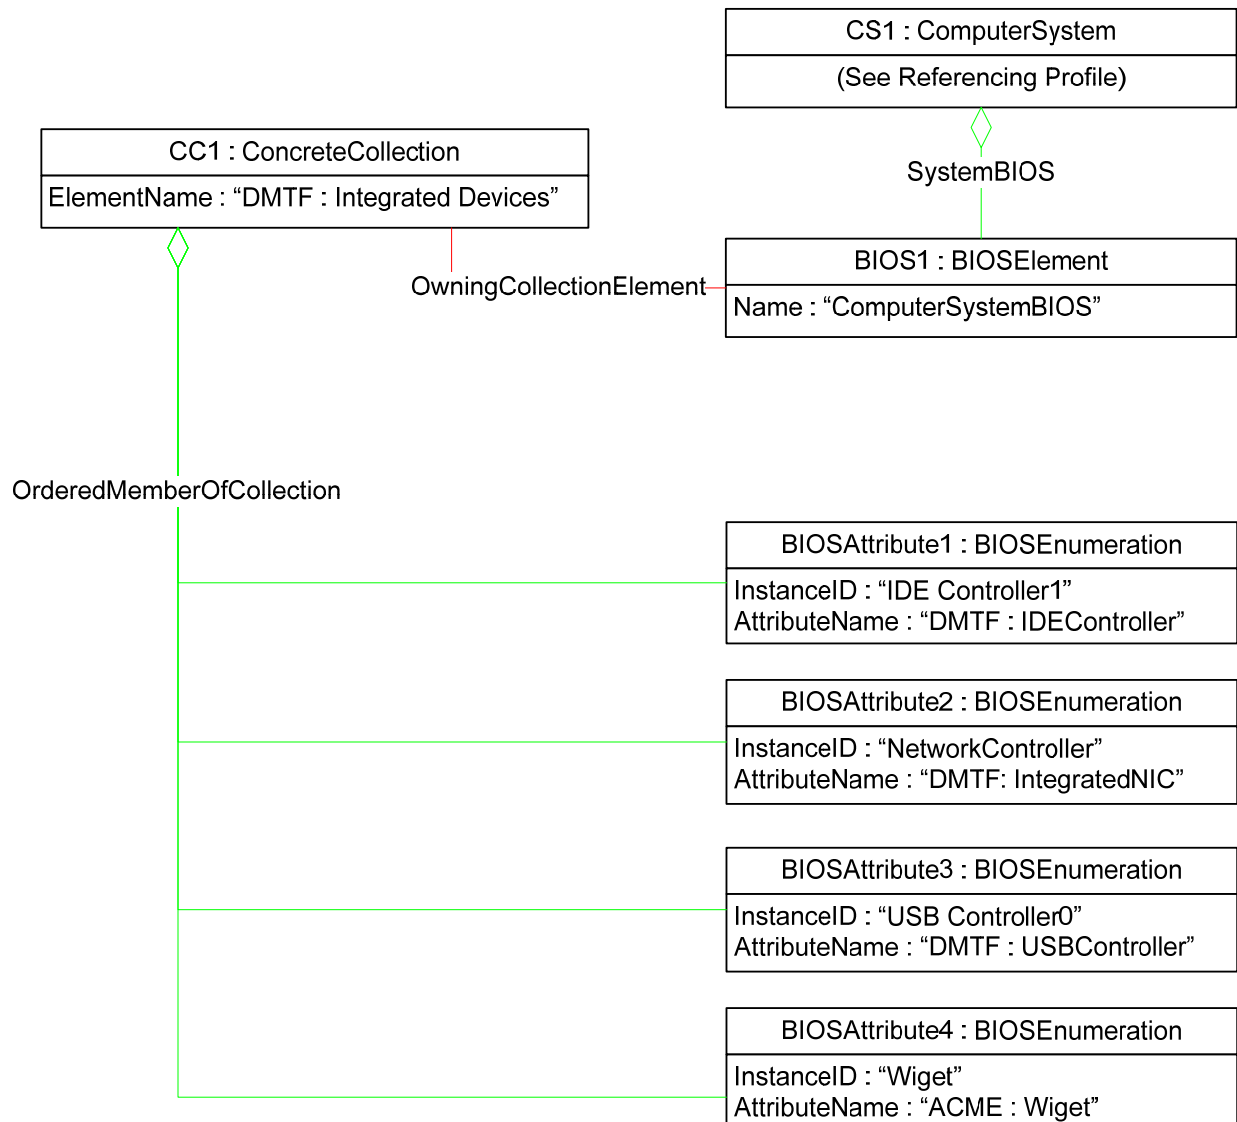 CS1 : ComputerSystem
(See Referencing Profile)
CC1 : ConcreteCollection
ElementName : “DMTF : Integrated Devices”
SystemBIOS
BIOS1 : BIOSElement
OwningCollectionElement
Name : “ComputerSystemBIOS”
OrderedMemberOfCollection
BIOSAttribute1 : BIOSEnumeration
InstanceID : “IDE Controller1”
AttributeName : “DMTF : IDEController”
BIOSAttribute2 : BIOSEnumeration
InstanceID : “NetworkController”
AttributeName : “DMTF: IntegratedNIC”
BIOSAttribute3 : BIOSEnumeration
InstanceID : “USB Controller0”
AttributeName : “DMTF : USBController”
BIOSAttribute4 : BIOSEnumeration
InstanceID : “Wiget”
AttributeName : “ACME : Wiget”